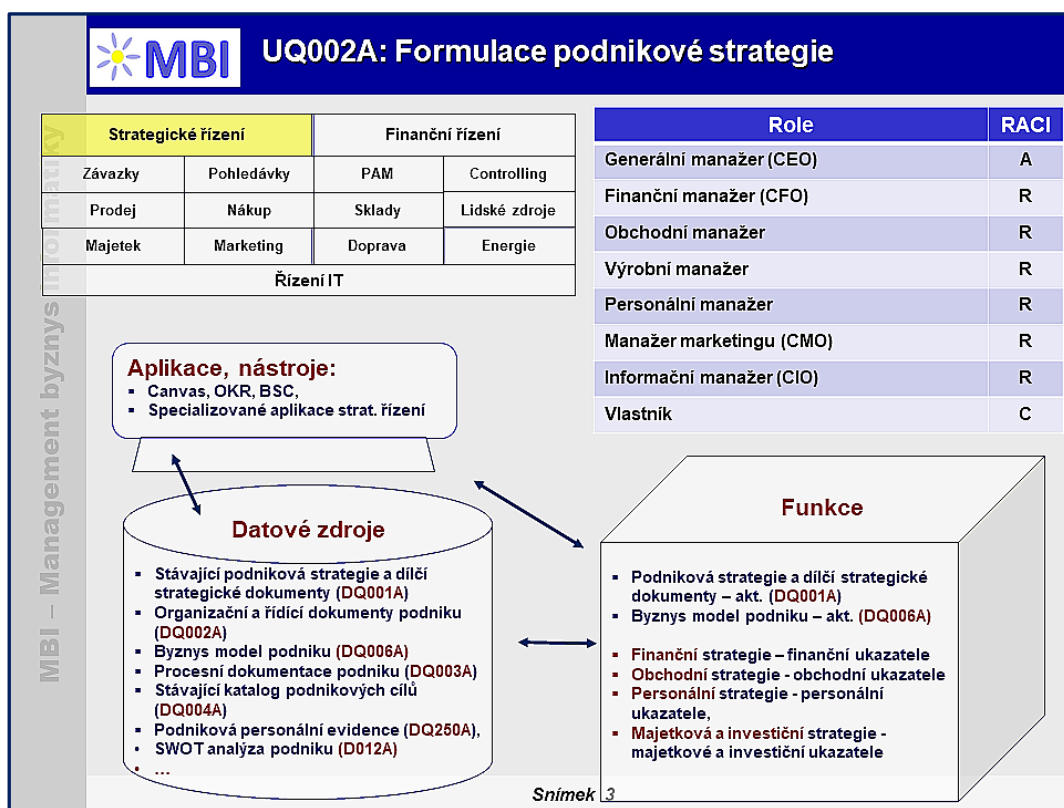 MBI
UQ002A: Formulace podnikové strategie
MBI – Management byznys informatiky
Strategické řízení Finanční řízení
Závazky Pohledávky PAM Controlling
Prodej Nákup Sklady Lidské zdroje
Majetek Marketing Doprava Energie
Řízení IT
Role RACI
Generální manažer (CEO) A
Finanční manažer (CFO) R
Obchodní manažer R
Výrobní manažer R
Personální manažer R
Manažer marketingu (CMO) R
Informační manažer (CIO) R
Vlastník C
Aplikace, nástroje:
▪ Canvas, OKR, BSC,
▪ Specializované aplikace strat. řízení
Datové zdroje
▪ Stávající podniková strategie a dílčí
strategické dokumenty (DQ001A)
▪ Organizační a řídící dokumenty podniku
(DQ002A)
▪ Byznys model podniku (DQ006A)
▪ Procesní dokumentace podniku (DQ003A)
▪ Stávající katalog podnikových cílů
(DQ004A)
▪ Podniková personální evidence (DQ250A),
• SWOT analýza podniku (D012A)
• ...
Funkce
▪ Podniková strategie a dílčí strategické
dokumenty – akt. (DQ001A)
▪ Byznys model podniku – akt. (DQ006A)
▪ Finanční strategie – finanční ukazatele
▪ Obchodní strategie - obchodní ukazatele
▪ Personální strategie - personální
ukazatele,
▪ Majetková a investiční strategie -
majetkové a investiční ukazatele
Snímek 3